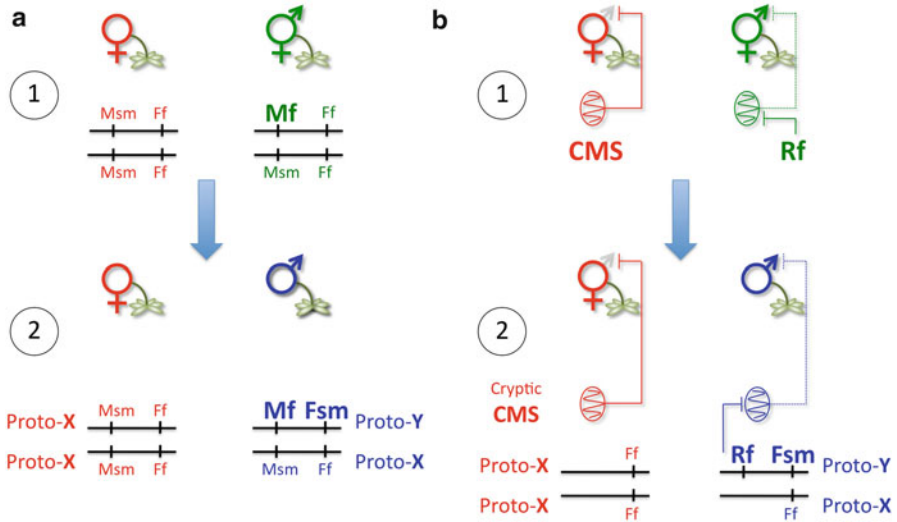 a
1
Msm Ff
Msm Ff
Mf Ff
Msm Ff
2
Proto-X Msm Ff
Proto-X Msm Ff
Mf Fsm Proto-Y
Msm Ff Proto-X
b
1
CMS
Rf
2
Cryptic
CMS
Ff
Proto-X
Proto-X
Ff
Rf Fsm
Proto-Y
Proto-X
Ff